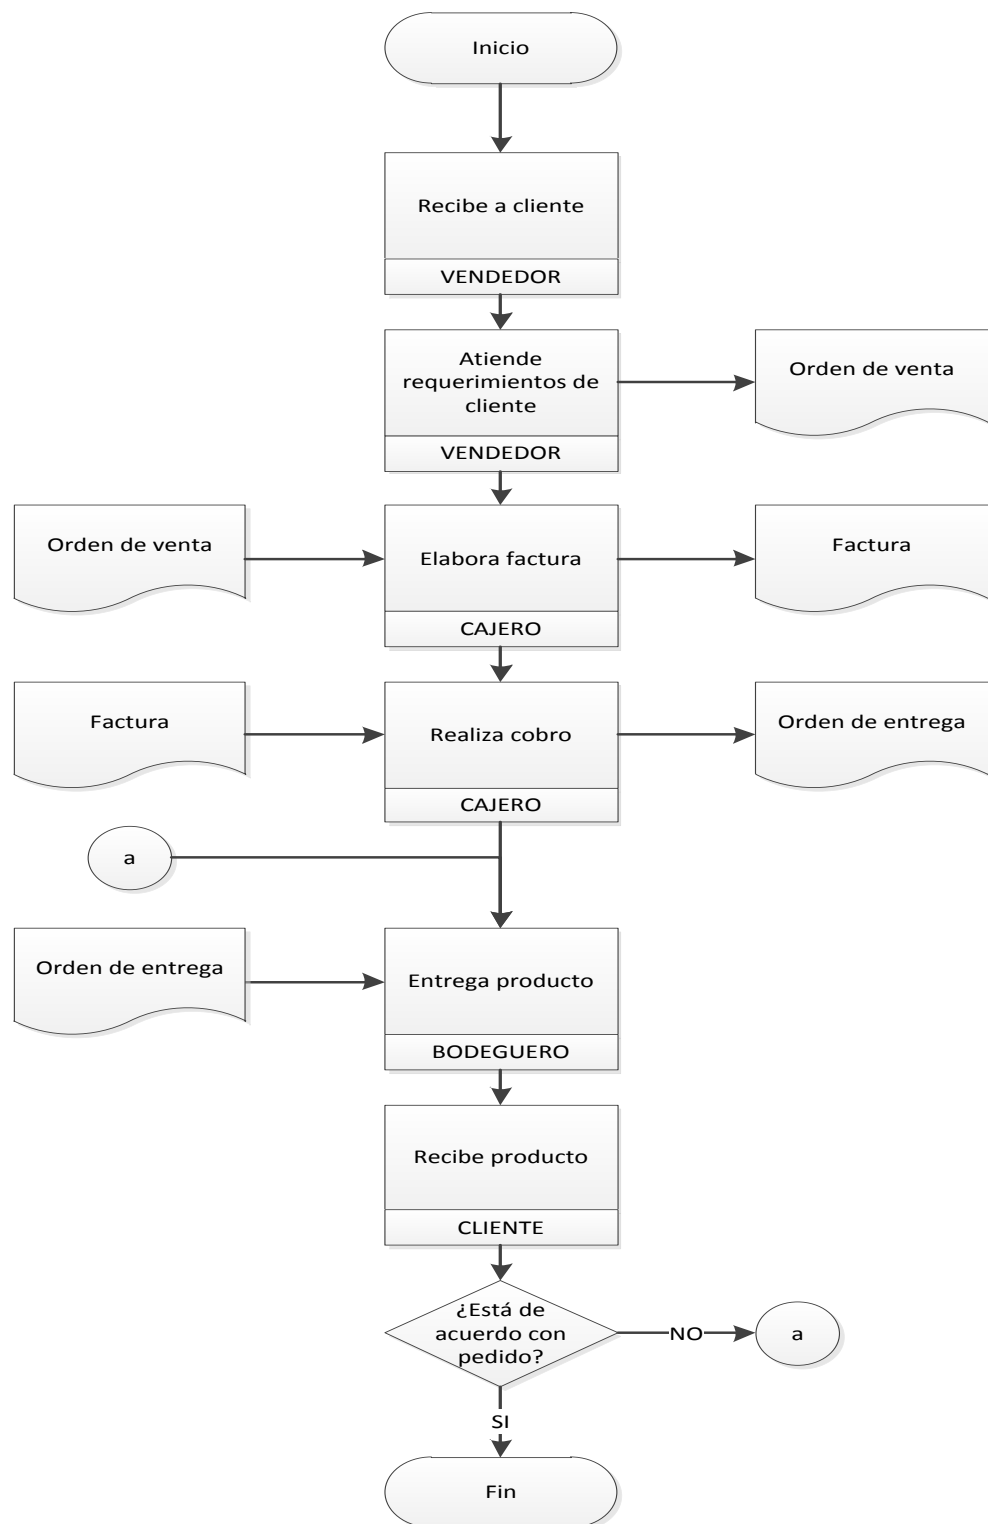 Inicio
Recibe a cliente
VENDEDOR
Atiende
requerimientos de
cliente
VENDEDOR
Orden de venta
Orden de venta
Elabora factura
CAJERO
Factura
Factura
Realiza cobro
CAJERO
Orden de entrega
a
Orden de entrega
Entrega producto
BODEGUERO
Recibe producto
CLIENTE
¿Está de
acuerdo con
pedido?
NO
a
SI
Fin